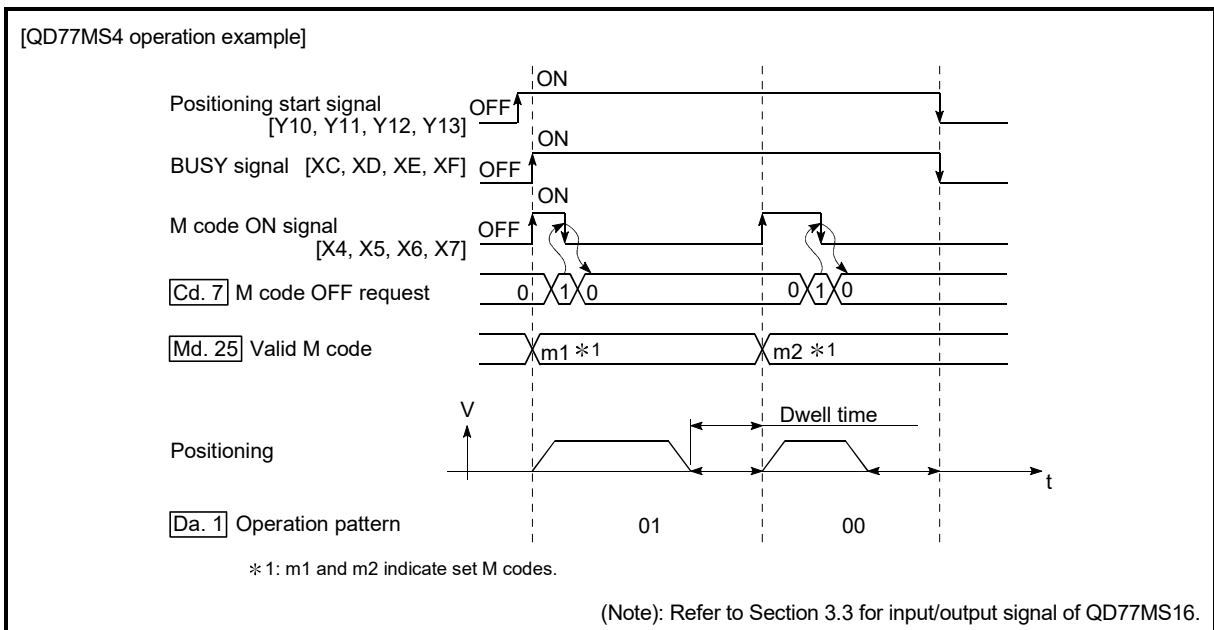 [QD77MS4 operation example]
ON
Positioning start signal OFF
[Y10, Y11, Y12, Y13]
ON
BUSY signal [XC, XD, XE, XF] OFF
ON
M code ON signal OFF
[X4, X5, X6, X7]
Cd. 7 M code OFF request 0 1 0 0 1 0
Md. 25 Valid M code m1 *1 m2 *1
V Dwell time
Positioning
t
Da. 1 Operation pattern 01 00
*1: m1 and m2 indicate set M codes.
(Note): Refer to Section 3.3 for input/output signal of QD77MS16.